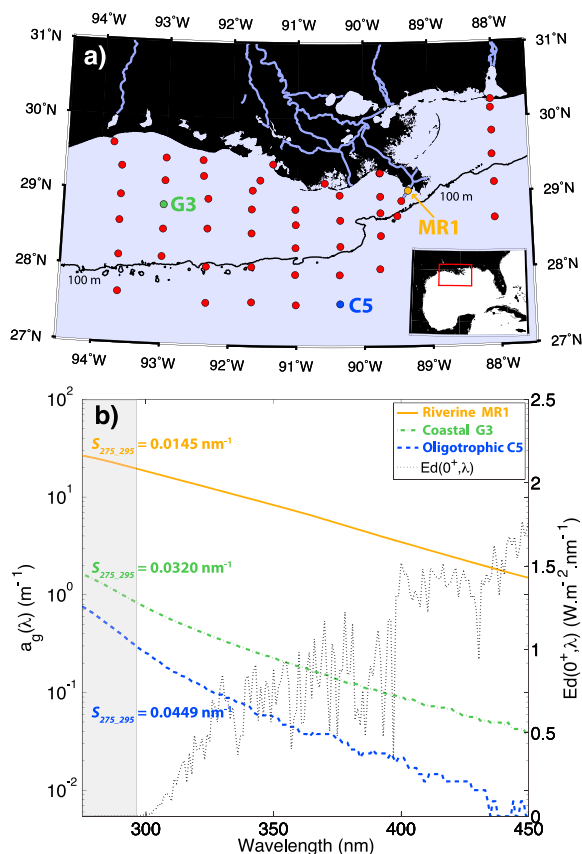 94°W 93°W 92°W 91°W 90°W 89°W 88°W
31°N 31°N
a)
30°N 30°N
29°N 29°N
G3
100 m
MR1
28°N 28°N
100 m
C5
27°N 27°N
94°W 93°W 92°W 91°W 90°W 89°W 88°W
10² 2.5
b)
Riverine MR1
Coastal G3
Oligotrophic C5
Ed(0⁺,λ)
S275_295 = 0.0145 nm⁻¹
10¹ 2
S275_295 = 0.0320 nm⁻¹
10⁰ 1.5
10⁻¹ 1
S275_295 = 0.0449 nm⁻¹
0.5
10⁻² 0
ag(λ) (m⁻¹)
Ed(0⁺,λ) (W.m⁻².nm⁻¹)
300 350 400 450
Wavelength (nm)